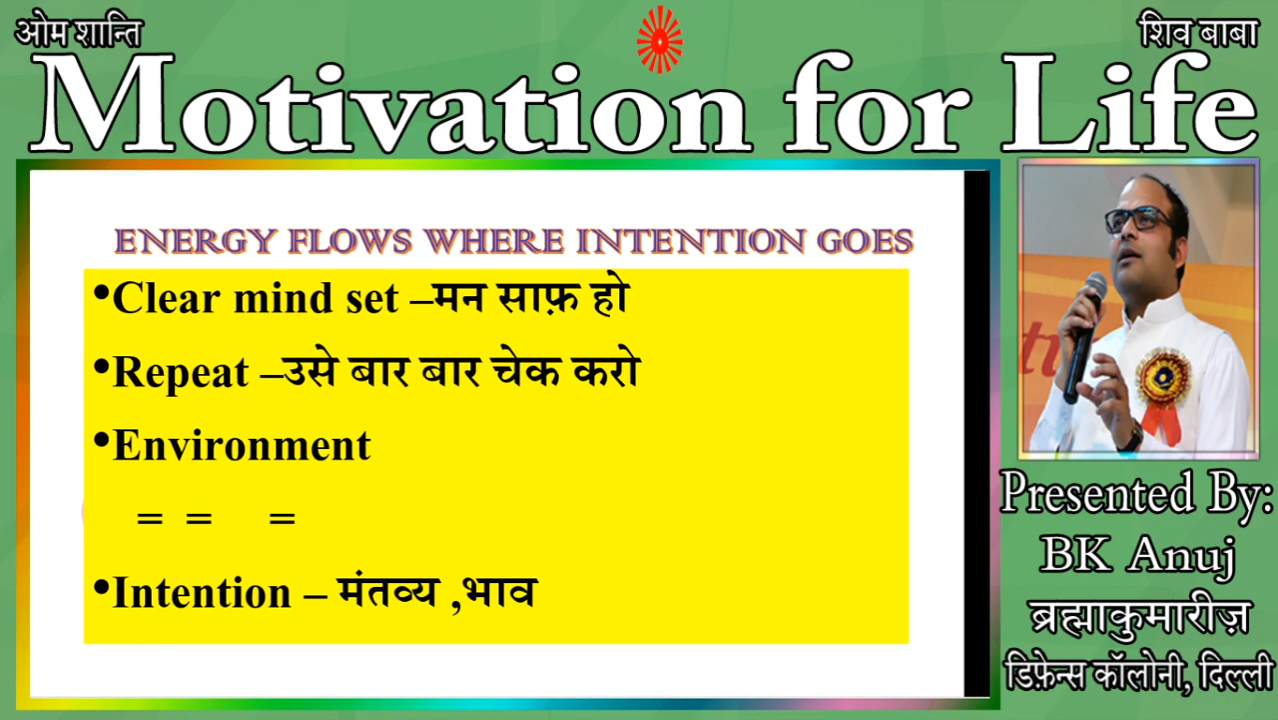 ओम शान्ति
शिव बाबा
Motivation for Life
ENERGY FLOWS WHERE INTENTION GOES
•Clear mind set –मन साफ़ हो
•Repeat –उसे बार बार चेक करो
•Environment
= = =
•Intention – मंतव्य ,भाव
Presented By:
BK Anuj
ब्रह्माकुमारीज़
डिफ़ेन्स कॉलोनी, दिल्ली